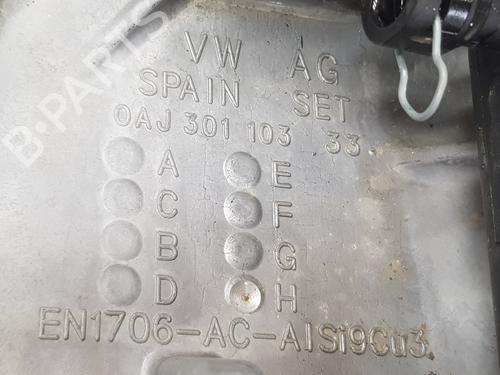 VW AG
SPAIN SET
0AJ 301 103 33
A E
C F
B G
D H
EN1706-AC-AlSi9Cu3
B-PARTS